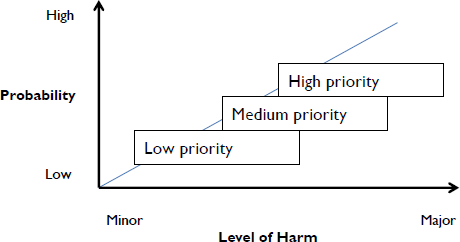 High
High priority
Probability
Medium priority
Low priority
Low
Minor
Major
Level of Harm